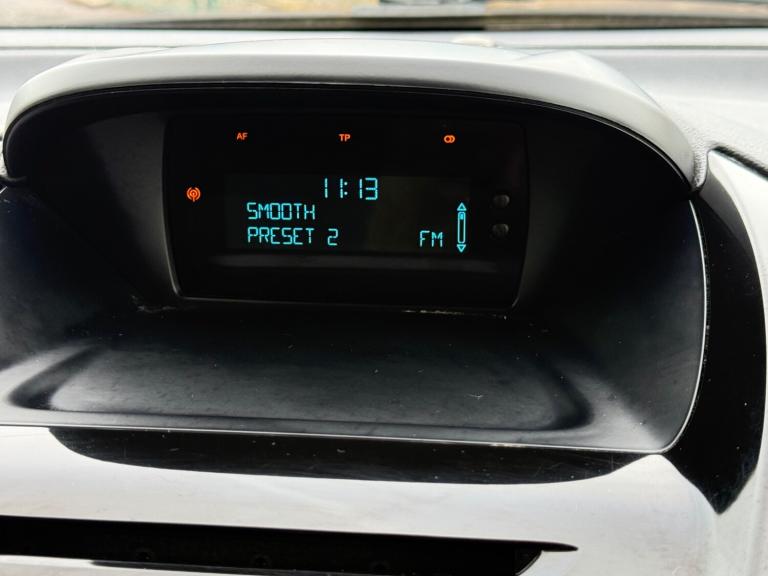 AF TP
11:13
SMOOTH
PRESET 2 FM